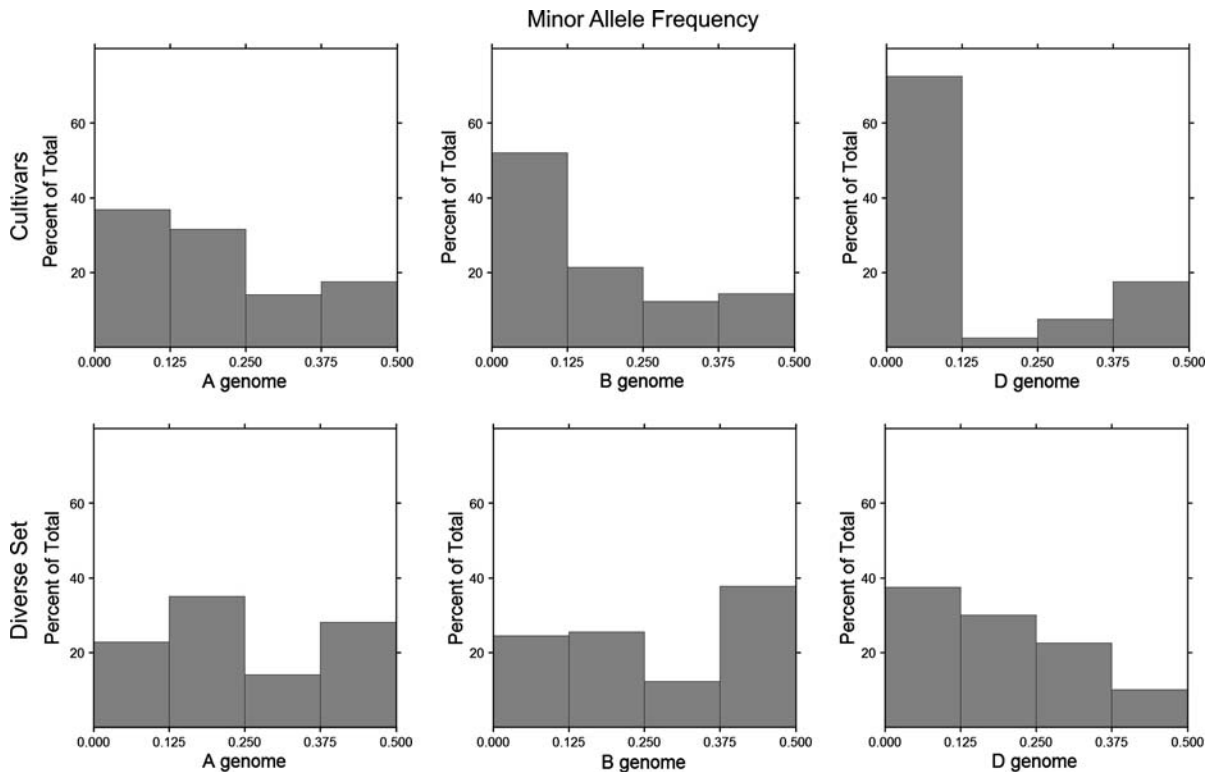 Minor Allele Frequency
Cultivars
Percent of Total
60
40
20
0.000 0.125 0.250 0.375 0.500
A genome
Percent of Total
60
40
20
0.000 0.125 0.250 0.375 0.500
B genome
Percent of Total
60
40
20
0.000 0.125 0.250 0.375 0.500
D genome
Diverse Set
Percent of Total
60
40
20
0.000 0.125 0.250 0.375 0.500
A genome
Percent of Total
60
40
20
0.000 0.125 0.250 0.375 0.500
B genome
Percent of Total
60
40
20
0.000 0.125 0.250 0.375 0.500
D genome